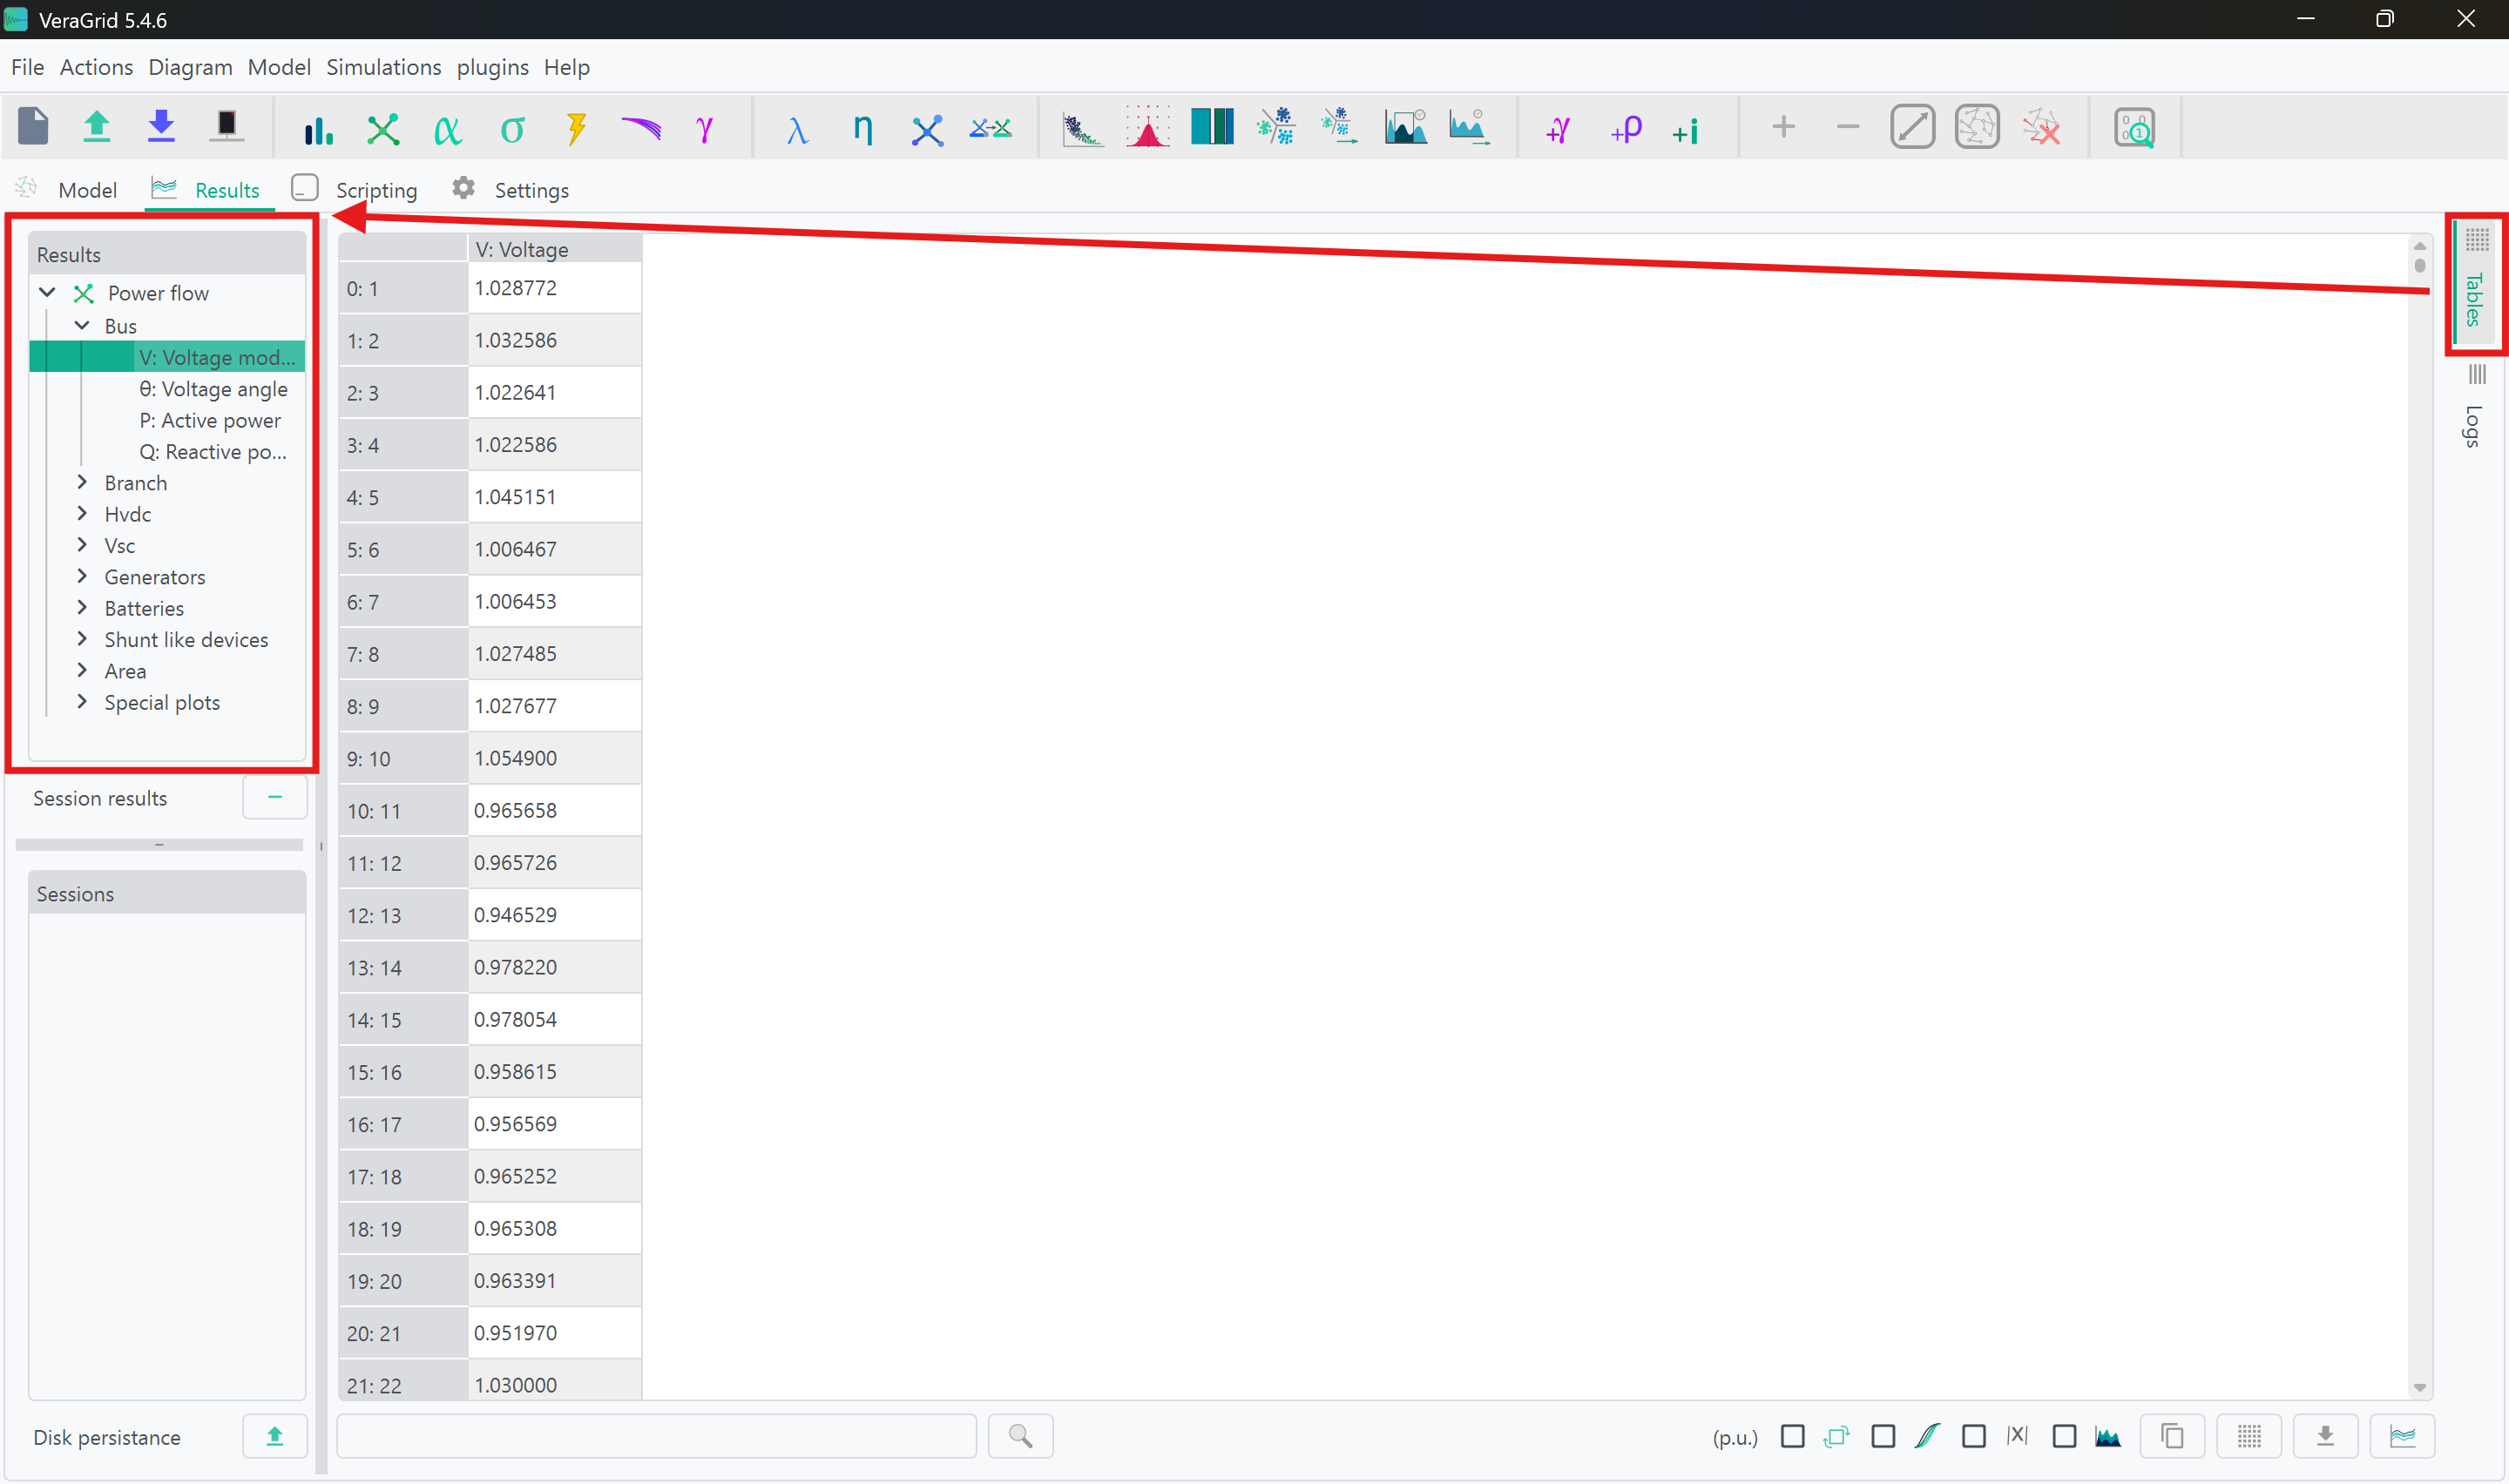 VeraGrid 5.4.6
File Actions Diagram Model Simulations plugins Help
α σ γ λ η +γ +ρ +i
Model Results Scripting Settings
Results
Power flow
Bus
V: Voltage mod...
θ: Voltage angle
P: Active power
Q: Reactive po...
Branch
Hvdc
Vsc
Generators
Batteries
Shunt like devices
Area
Special plots
Session results
Sessions
Disk persistance
V: Voltage
0: 1 1.028772
1: 2 1.032586
2: 3 1.022641
3: 4 1.022586
4: 5 1.045151
5: 6 1.006467
6: 7 1.006453
7: 8 1.027485
8: 9 1.027677
9: 10 1.054900
10: 11 0.965658
11: 12 0.965726
12: 13 0.946529
13: 14 0.978220
14: 15 0.978054
15: 16 0.958615
16: 17 0.956569
17: 18 0.965252
18: 19 0.965308
19: 20 0.963391
20: 21 0.951970
21: 22 1.030000
(p.u.) |X|
Tables
Logs